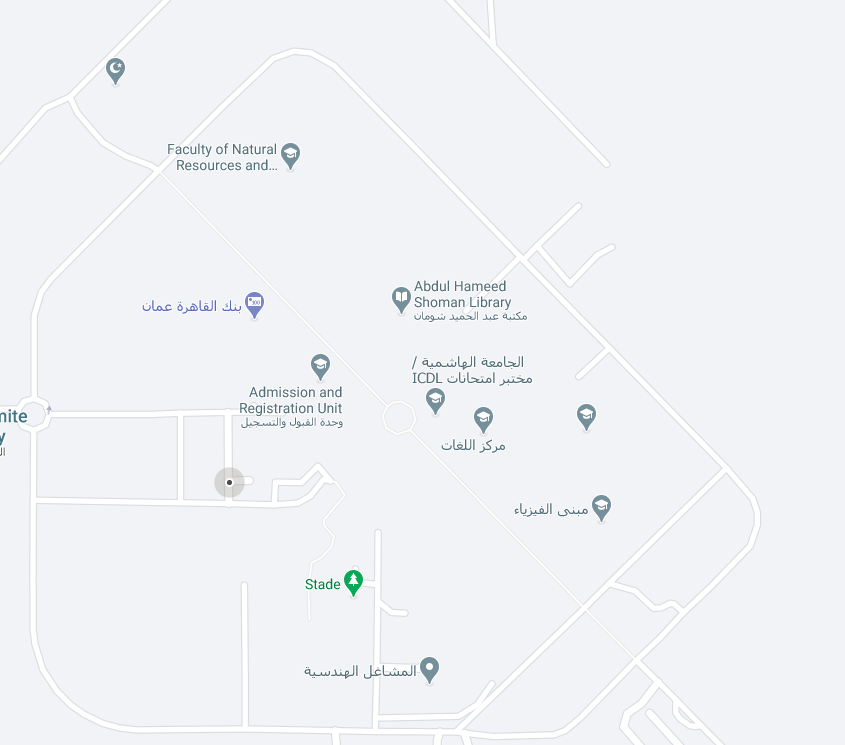 Faculty of Natural
Resources and...
بنك القاهرة عمان
Abdul Hameed
Shoman Library
مكتبة عبد الحميد شومان
الجامعة الهاشمية /
مختبر امتحانات ICDL
Admission and
Registration Unit
وحدة القبول والتسجيل
mite
y
مركز اللغات
مبنى الفيزياء
Stade
المشاغل الهندسية